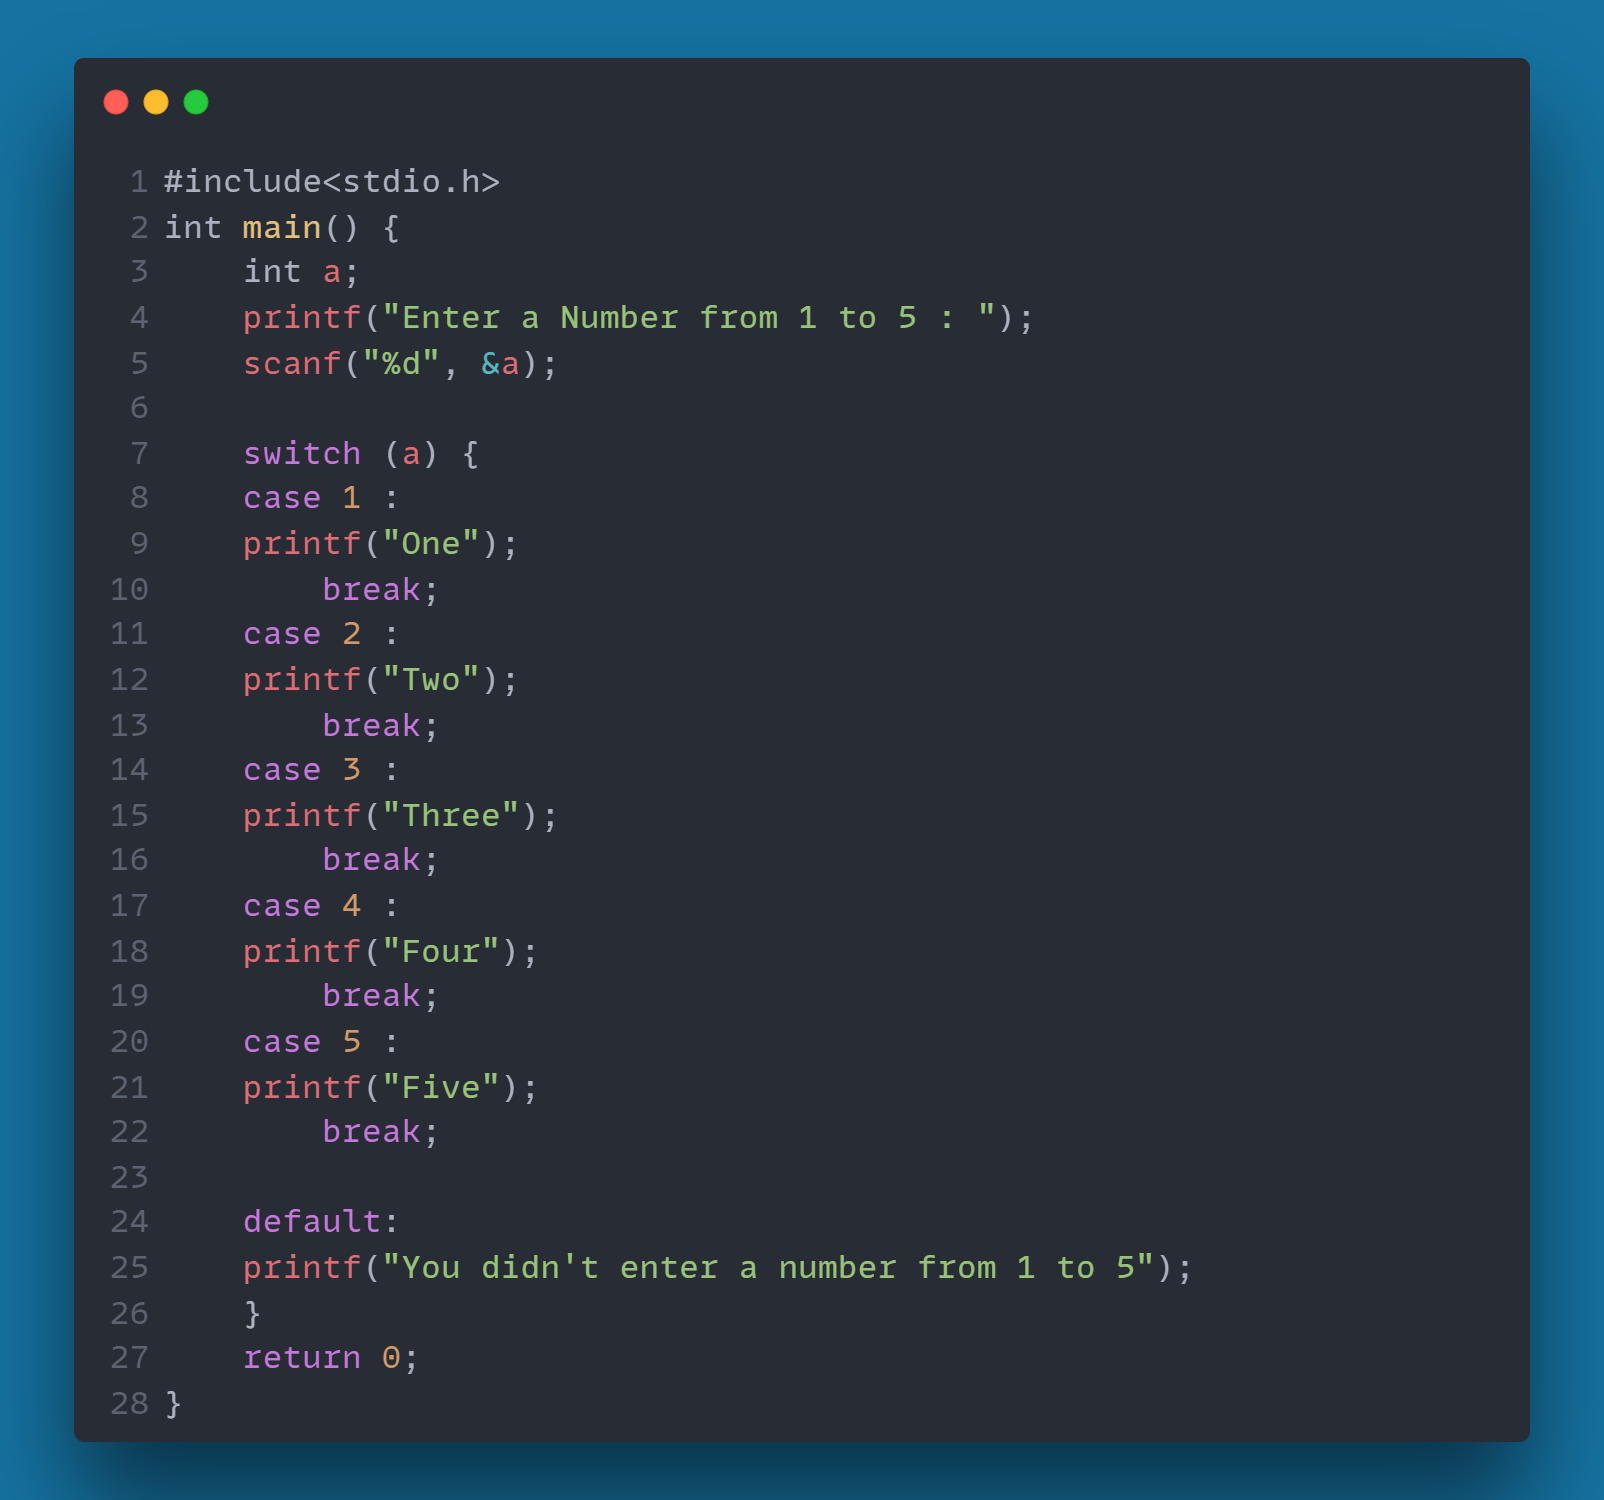 1 #include<stdio.h>
2 int main() {
3     int a;
4     printf("Enter a Number from 1 to 5 : ");
5     scanf("%d", &a);
6
7     switch (a) {
8     case 1 :
9     printf("One");
10         break;
11     case 2 :
12     printf("Two");
13         break;
14     case 3 :
15     printf("Three");
16         break;
17     case 4 :
18     printf("Four");
19         break;
20     case 5 :
21     printf("Five");
22         break;
23
24     default:
25     printf("You didn't enter a number from 1 to 5");
26     }
27     return 0;
28 }